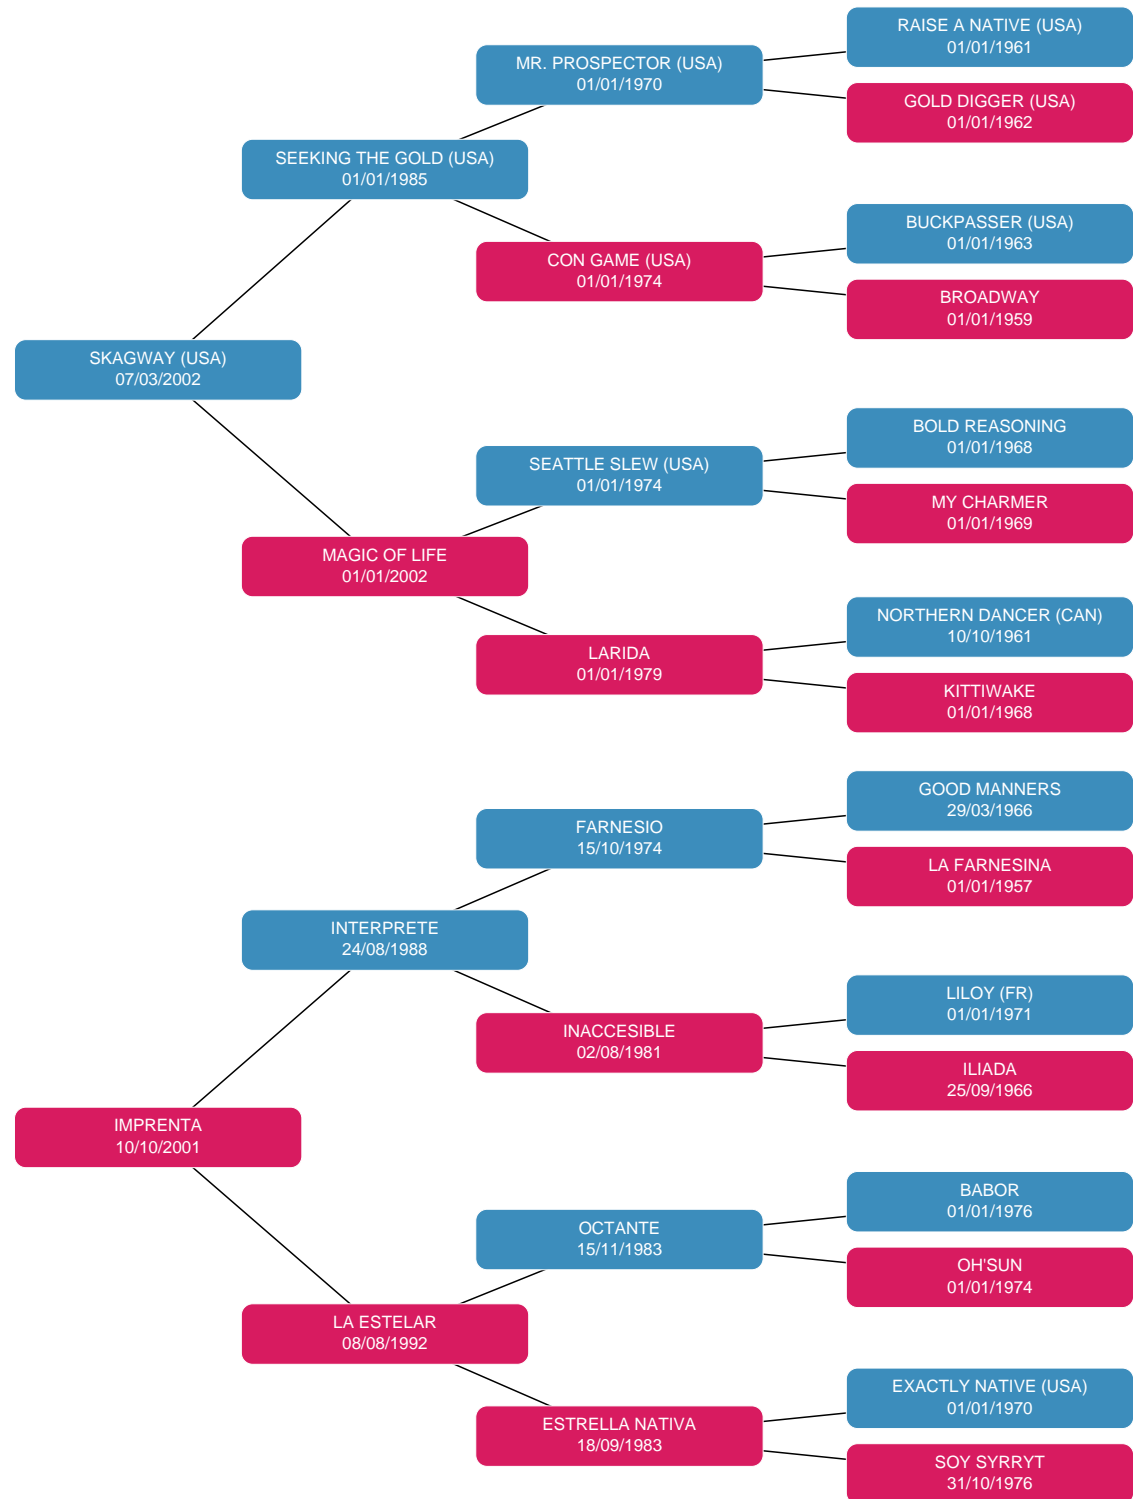 RAISE A NATIVE (USA)
01/01/1961
MR. PROSPECTOR (USA)
01/01/1970
GOLD DIGGER (USA)
01/01/1962
SEEKING THE GOLD (USA)
01/01/1985
BUCKPASSER (USA)
01/01/1963
CON GAME (USA)
01/01/1974
BROADWAY
01/01/1959
SKAGWAY (USA)
07/03/2002
BOLD REASONING
01/01/1968
SEATTLE SLEW (USA)
01/01/1974
MY CHARMER
01/01/1969
MAGIC OF LIFE
01/01/2002
NORTHERN DANCER (CAN)
10/10/1961
LARIDA
01/01/1979
KITTIWAKE
01/01/1968
GOOD MANNERS
29/03/1966
FARNESIO
15/10/1974
LA FARNESINA
01/01/1957
INTERPRETE
24/08/1988
LILOY (FR)
01/01/1971
INACCESIBLE
02/08/1981
ILIADA
25/09/1966
IMPRENTA
10/10/2001
BABOR
01/01/1976
OCTANTE
15/11/1983
OH'SUN
01/01/1974
LA ESTELAR
08/08/1992
EXACTLY NATIVE (USA)
01/01/1970
ESTRELLA NATIVA
18/09/1983
SOY SYRRYT
31/10/1976